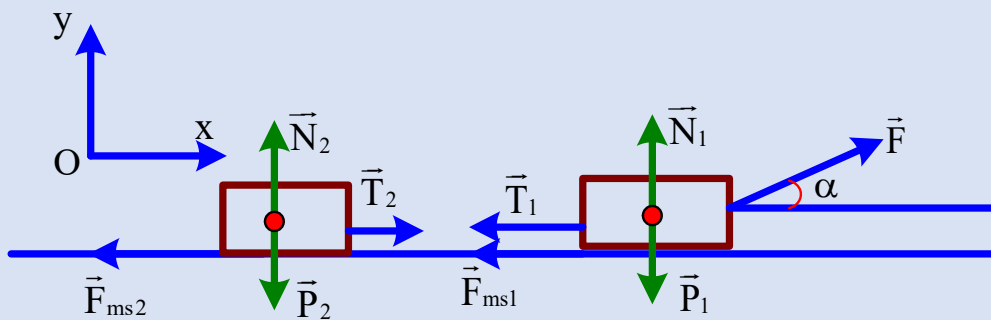 y
x
O
N⃗₂
N⃗₁
F⃗
α
T⃗₂
T⃗₁
F⃗ₘₛ₂
P⃗₂
F⃗ₘₛ₁
P⃗₁